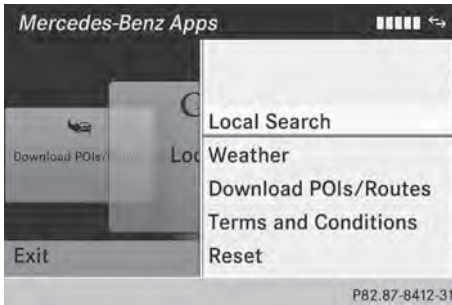 Mercedes-Benz Apps
G
Local Search
Download POIs/
Loc
Weather
Download POIs/Routes
Terms and Conditions
Exit
Reset
P82.87-8412-31